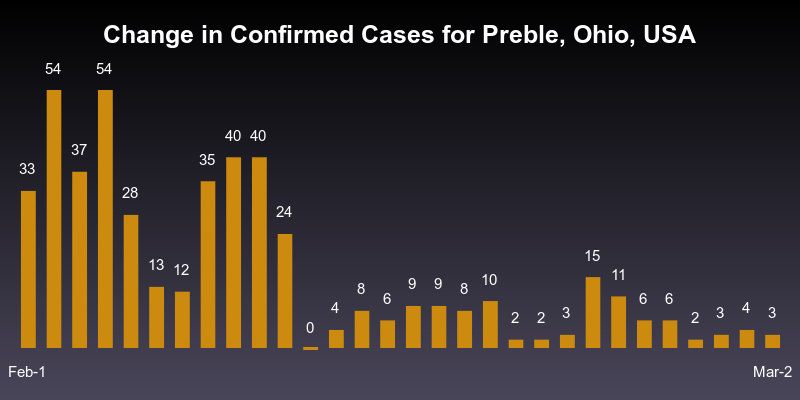 Change in Confirmed Cases for Preble, Ohio, USA
33 54 37 54 28 13 12 35 40 40 24 0 4 8 6 9 9 8 10 2 2 3 15 11 6 6 2 3 4 3
Feb-1 Mar-2